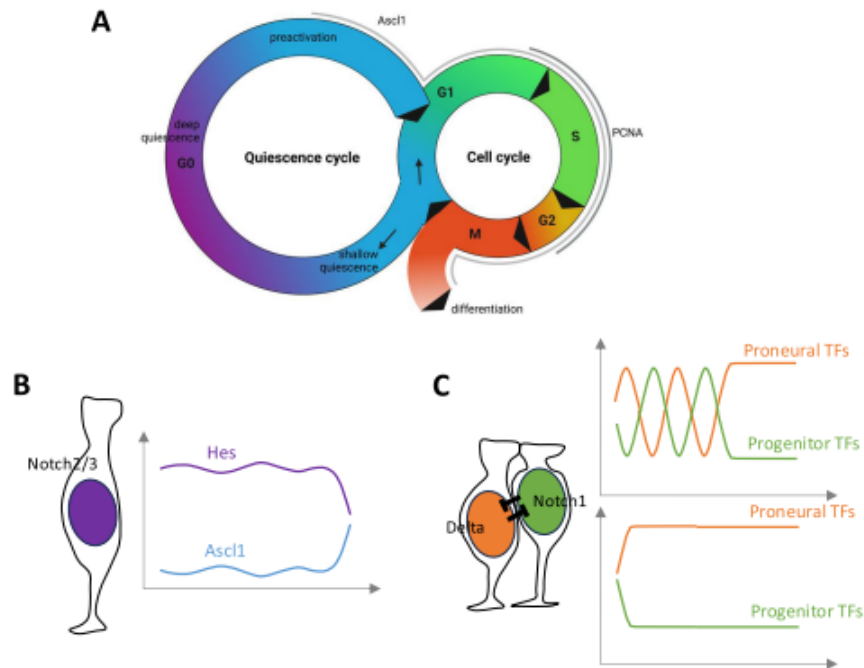 A
Ascl1
preactivation
G1
deep
quiescence
G0
Quiescence cycle
Cell cycle
S
PCNA
G2
M
shallow
quiescence
differentiation
B
Notch2/3
Hes
Ascl1
C
Proneural TFs
Progenitor TFs
Notch1
Delta
Proneural TFs
Progenitor TFs